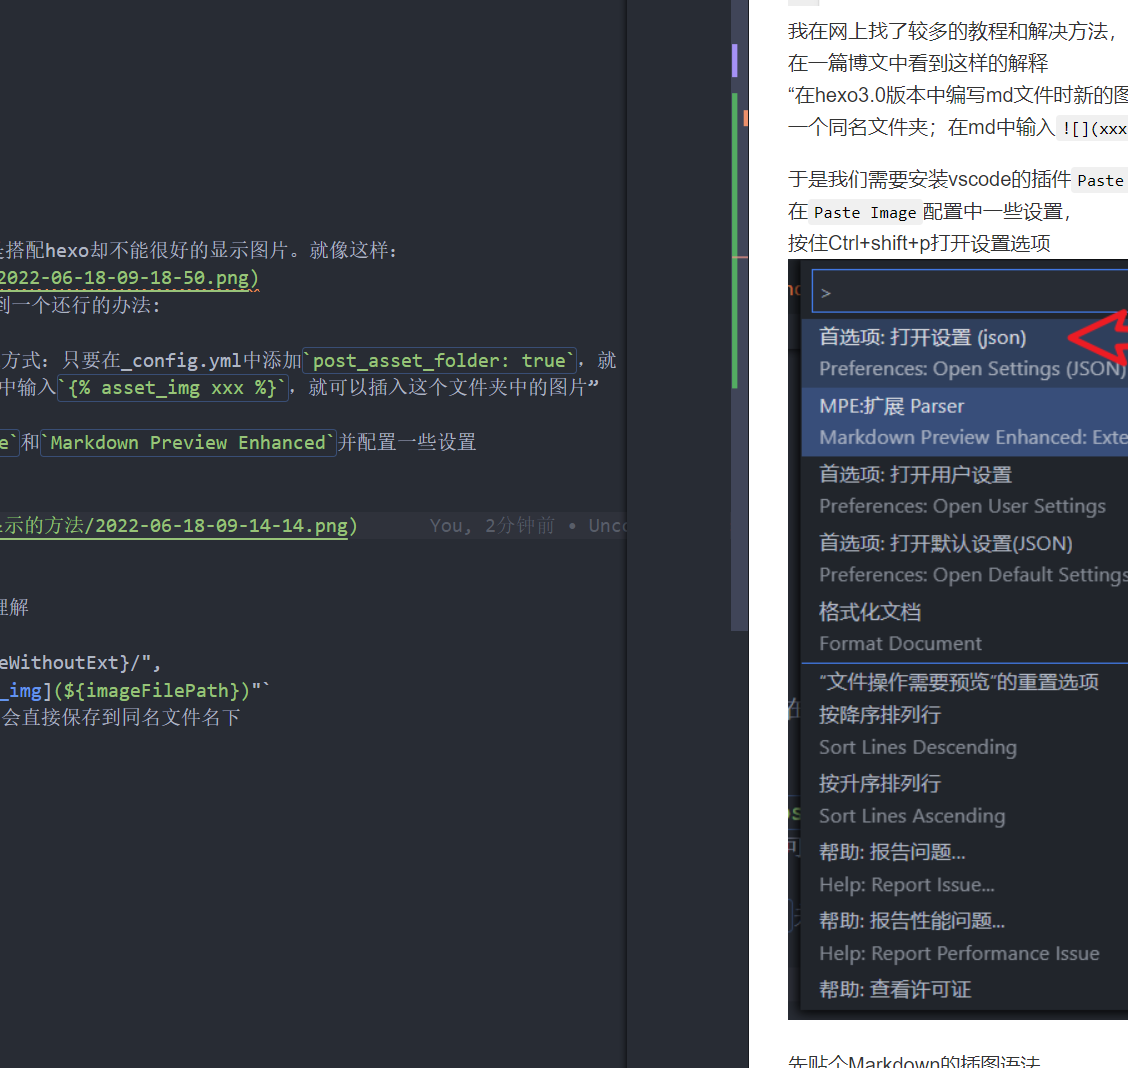 是搭配hexo却不能很好的显示图片。就像这样：
2022-06-18-09-18-50.png)
到一个还行的办法：
方式：只要在_config.yml中添加`post_asset_folder: true`，就
中输入`{% asset_img xxx %}`，就可以插入这个文件夹中的图片”
e`和`Markdown Preview Enhanced`并配置一些设置
示的方法/2022-06-18-09-14-14.png) You, 2分钟前 • Unco
理解
eWithoutExt}/",
_img](${imageFilePath})"`
会直接保存到同名文件名下
我在网上找了较多的教程和解决方法，
在一篇博文中看到这样的解释
“在hexo3.0版本中编写md文件时新的图
一个同名文件夹；在md中输入![](xxx
于是我们需要安装vscode的插件Paste
在Paste Image配置中一些设置，
按住Ctrl+shift+p打开设置选项
>
首选项: 打开设置 (json)
Preferences: Open Settings (JSON)
MPE:扩展 Parser
Markdown Preview Enhanced: Exte
首选项: 打开用户设置
Preferences: Open User Settings
首选项: 打开默认设置(JSON)
Preferences: Open Default Settings
格式化文档
Format Document
“文件操作需要预览”的重置选项
按降序排列行
Sort Lines Descending
按升序排列行
Sort Lines Ascending
帮助: 报告问题...
Help: Report Issue...
帮助: 报告性能问题...
Help: Report Performance Issue
帮助: 查看许可证
先贴个Markdown的插图语法